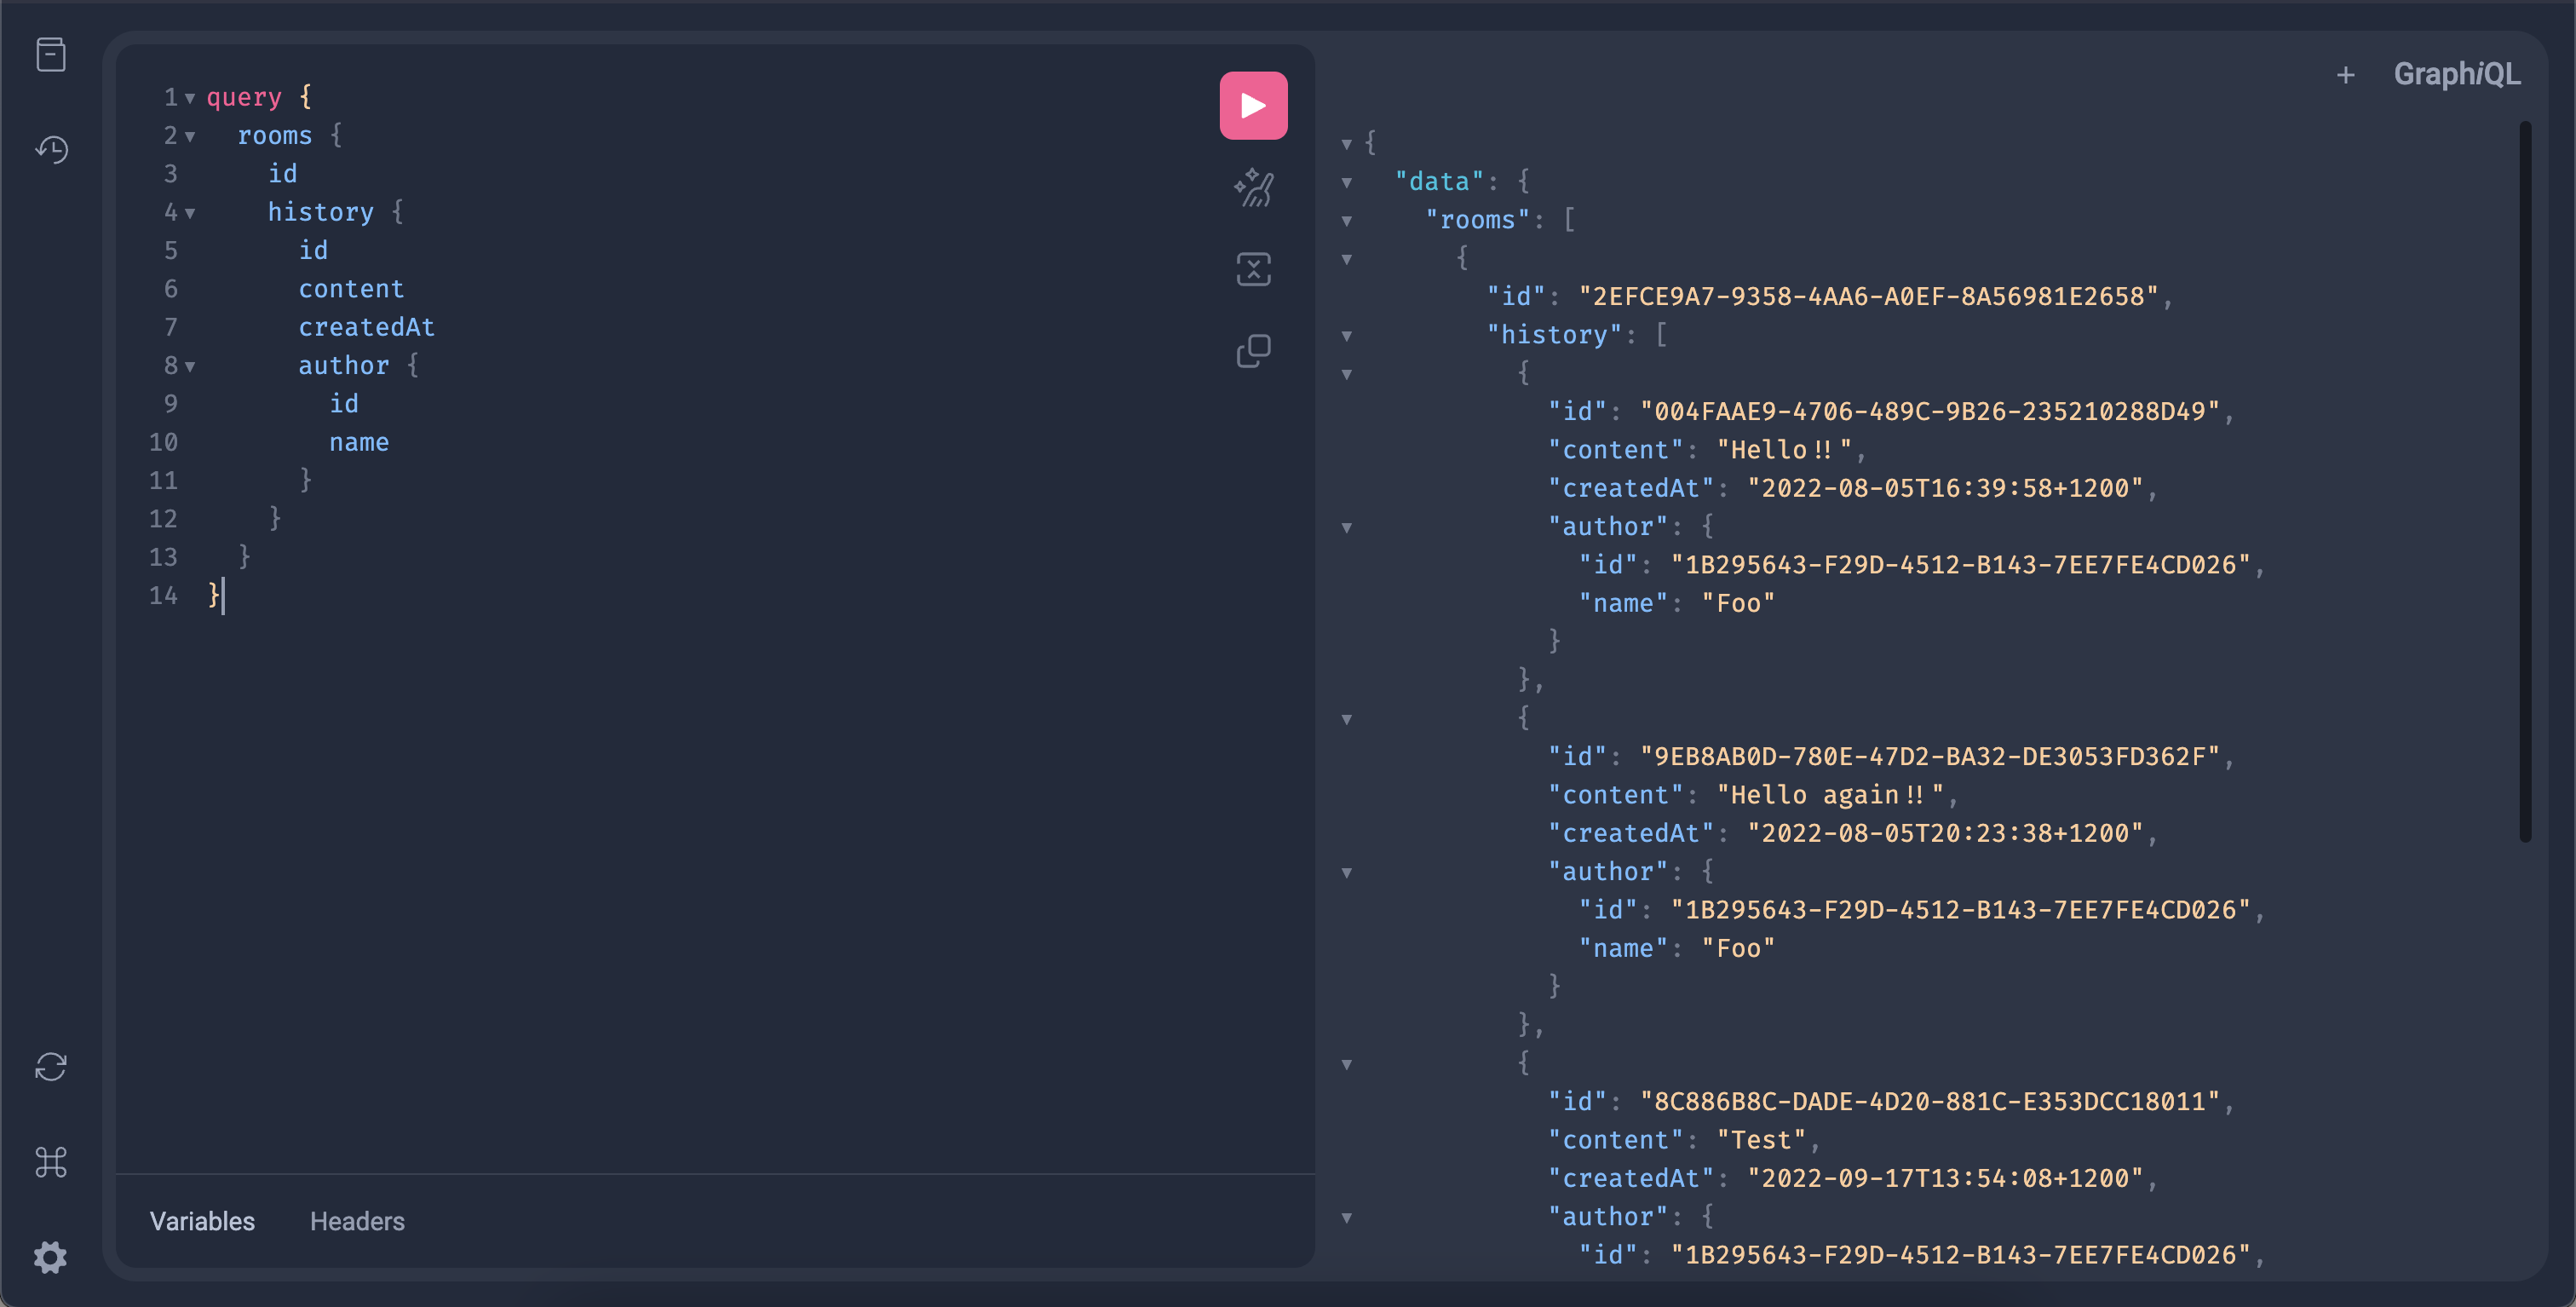 1 query {
2 rooms {
3 id
4 history {
5 id
6 content
7 createdAt
8 author {
9 id
10 name
11 }
12 }
13 }
14 }
Variables Headers
+ GraphiQL
{
"data": {
"rooms": [
{
"id": "2EFCE9A7-9358-4AA6-A0EF-8A56981E2658",
"history": [
{
"id": "004FAAE9-4706-489C-9B26-235210288D49",
"content": "Hello!!",
"createdAt": "2022-08-05T16:39:58+1200",
"author": {
"id": "1B295643-F29D-4512-B143-7EE7FE4CD026",
"name": "Foo"
}
},
{
"id": "9EB8AB0D-780E-47D2-BA32-DE3053FD362F",
"content": "Hello again!!",
"createdAt": "2022-08-05T20:23:38+1200",
"author": {
"id": "1B295643-F29D-4512-B143-7EE7FE4CD026",
"name": "Foo"
}
},
{
"id": "8C886B8C-DADE-4D20-881C-E353DCC18011",
"content": "Test",
"createdAt": "2022-09-17T13:54:08+1200",
"author": {
"id": "1B295643-F29D-4512-B143-7EE7FE4CD026",